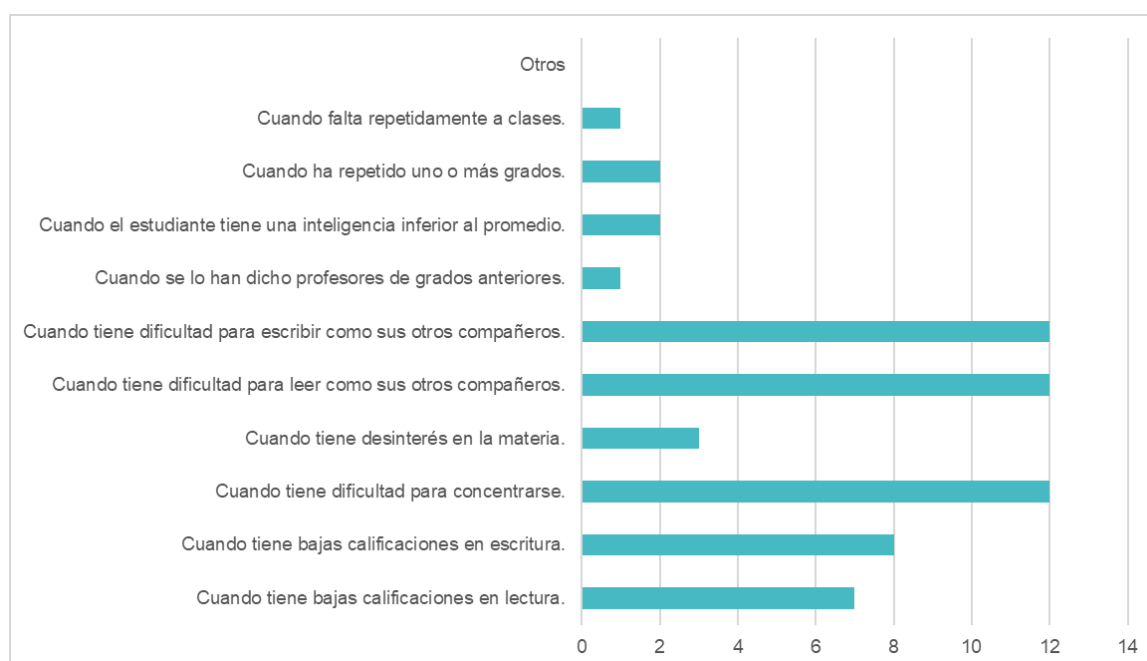 Otros
Cuando falta repetidamente a clases.
Cuando ha repetido uno o más grados.
Cuando el estudiante tiene una inteligencia inferior al promedio.
Cuando se lo han dicho profesores de grados anteriores.
Cuando tiene dificultad para escribir como sus otros compañeros.
Cuando tiene dificultad para leer como sus otros compañeros.
Cuando tiene desinterés en la materia.
Cuando tiene dificultad para concentrarse.
Cuando tiene bajas calificaciones en escritura.
Cuando tiene bajas calificaciones en lectura.
0 2 4 6 8 10 12 14